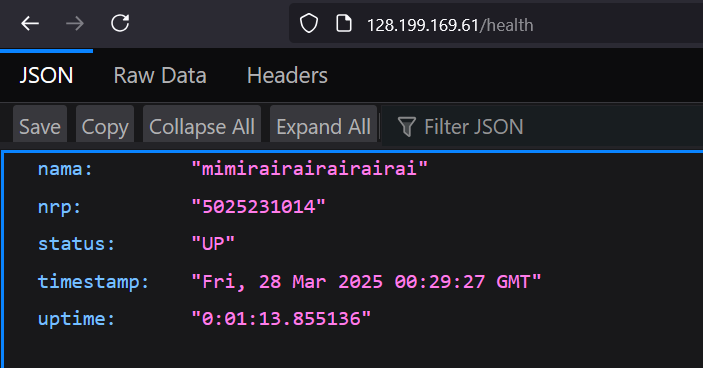 128.199.169.61/health
JSON Raw Data Headers
Save Copy Collapse All Expand All Filter JSON
nama: "mimirairairairairai"
nrp: "5025231014"
status: "UP"
timestamp: "Fri, 28 Mar 2025 00:29:27 GMT"
uptime: "0:01:13.855136"